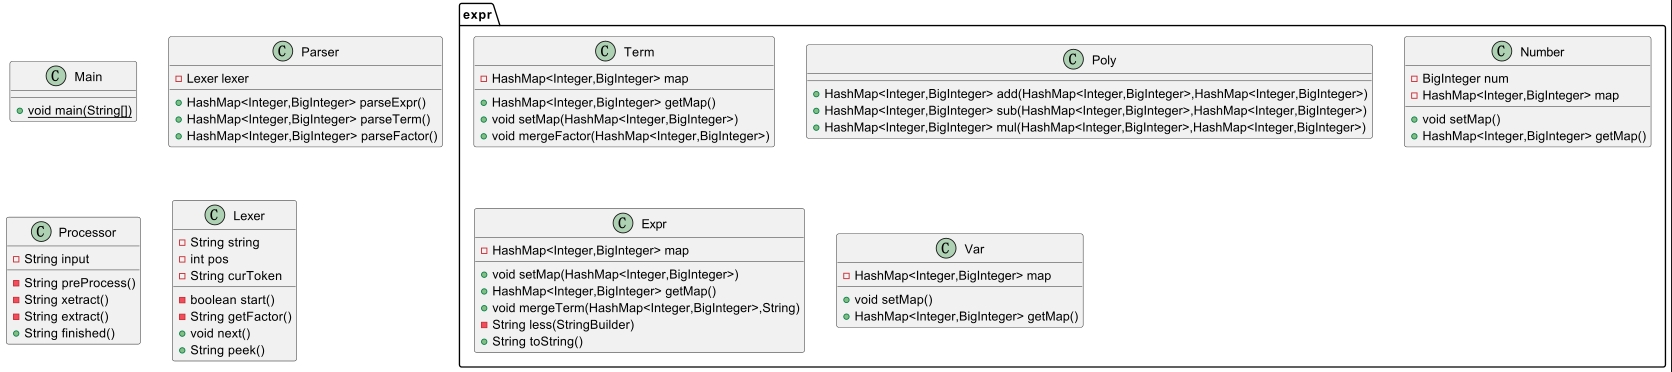 expr
C Main
void main(String[])
C Parser
Lexer lexer
HashMap<Integer,BigInteger> parseExpr()
HashMap<Integer,BigInteger> parseTerm()
HashMap<Integer,BigInteger> parseFactor()
C Term
HashMap<Integer,BigInteger> map
HashMap<Integer,BigInteger> getMap()
void setMap(HashMap<Integer,BigInteger>)
void mergeFactor(HashMap<Integer,BigInteger>)
C Poly
HashMap<Integer,BigInteger> add(HashMap<Integer,BigInteger>,HashMap<Integer,BigInteger>)
HashMap<Integer,BigInteger> sub(HashMap<Integer,BigInteger>,HashMap<Integer,BigInteger>)
HashMap<Integer,BigInteger> mul(HashMap<Integer,BigInteger>,HashMap<Integer,BigInteger>)
C Number
BigInteger num
HashMap<Integer,BigInteger> map
void setMap()
HashMap<Integer,BigInteger> getMap()
C Processor
String input
String preProcess()
String xetract()
String extract()
String finished()
C Lexer
String string
int pos
String curToken
boolean start()
String getFactor()
void next()
String peek()
C Expr
HashMap<Integer,BigInteger> map
void setMap(HashMap<Integer,BigInteger>)
HashMap<Integer,BigInteger> getMap()
void mergeTerm(HashMap<Integer,BigInteger>,String)
String less(StringBuilder)
String toString()
C Var
HashMap<Integer,BigInteger> map
void setMap()
HashMap<Integer,BigInteger> getMap()